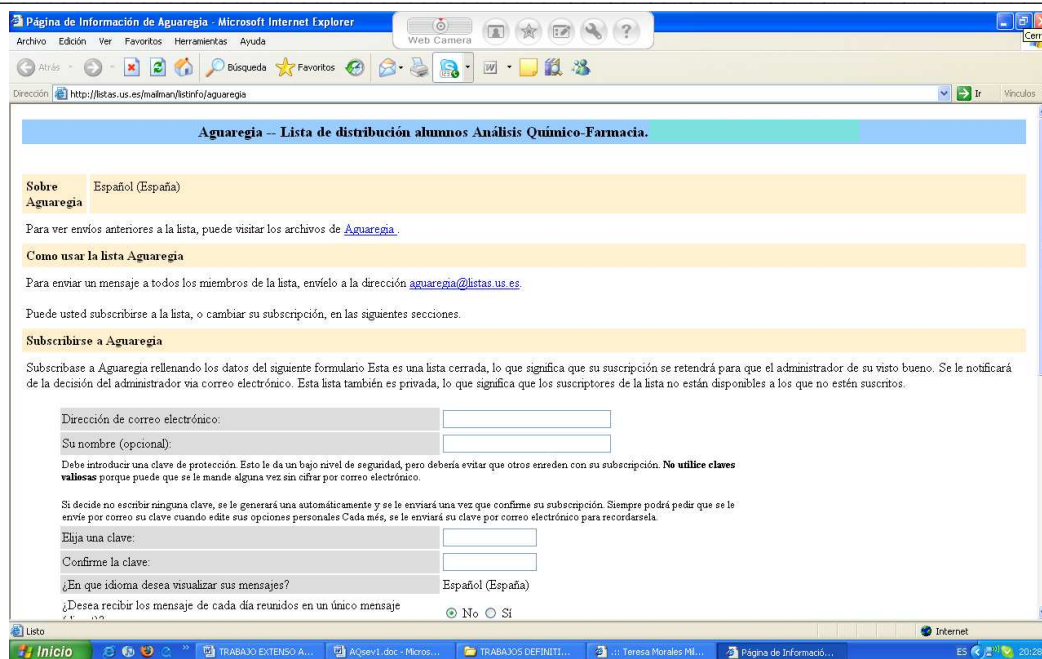 Página de Información de Aguaregia - Microsoft Internet Explorer
Web Camera
Cerr
Archivo Edición Ver Favoritos Herramientas Ayuda
Atrás Búsqueda Favoritos
Dirección http://listas.us.es/mailman/listinfo/aguaregia Ir Vínculos
Aguaregia -- Lista de distribución alumnos Análisis Químico-Farmacia.
Sobre Aguaregia
Español (España)
Para ver envíos anteriores a la lista, puede visitar los archivos de Aguaregia .
Como usar la lista Aguaregia
Para enviar un mensaje a todos los miembros de la lista, envíelo a la dirección aguaregia@listas.us.es.
Puede usted subscribirse a la lista, o cambiar su subscripción, en las siguientes secciones.
Subscribirse a Aguaregia
Subscribase a Aguaregia rellenando los datos del siguiente formulario Esta es una lista cerrada, lo que significa que su suscripción se retendrá para que el administrador de su visto bueno. Se le notificará
de la decisión del administrador via correo electrónico. Esta lista también es privada, lo que significa que los suscriptores de la lista no están disponibles a los que no estén suscritos.
Dirección de correo electrónico:
Su nombre (opcional):
Debe introducir una clave de protección. Esto le da un bajo nivel de seguridad, pero debería evitar que otros enreden con su subscripción. No utilice claves
valiosas porque puede que se le mande alguna vez sin cifrar por correo electrónico.
Si decide no escribir ninguna clave, se le generará una automáticamente y se le enviará una vez que confirme su subscripción. Siempre podrá pedir que se le
envíe por correo su clave cuando edite sus opciones personales Cada més, se le enviará su clave por correo electrónico para recordarsela.
Elija una clave:
Confirme la clave:
¿En que idioma desea visualizar sus mensajes? Español (España)
¿Desea recibir los mensaje de cada día reunidos en un único mensaje
No Sí
Listo Internet
Inicio TRABAJO EXTENSO A... AQsev1.doc - Micros... TRABAJOS DEFINITI... .:: Teresa Morales Mil... Página de Informació... ES 20:28